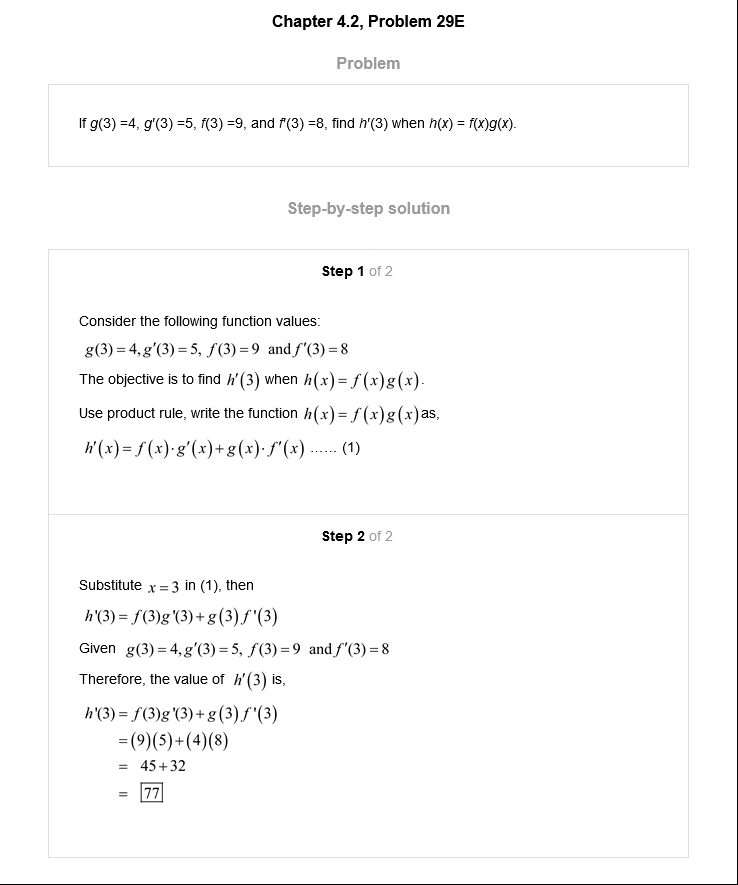 Chapter 4.2, Problem 29E
Problem
If g(3) =4, g′(3) =5, f(3) =9, and f′(3) =8, find h′(3) when h(x) = f(x)g(x).
Step-by-step solution
Step 1 of 2
Consider the following function values:
g(3) = 4, g′(3) = 5, f(3) = 9 and f′(3) = 8
The objective is to find h′(3) when h(x) = f(x)g(x).
Use product rule, write the function h(x) = f(x)g(x) as,
h′(x) = f(x)·g′(x)+g(x)·f′(x) ...... (1)
Step 2 of 2
Substitute x = 3 in (1), then
h'(3) = f(3)g'(3)+g(3)f'(3)
Given g(3) = 4, g′(3) = 5, f(3) = 9 and f′(3) = 8
Therefore, the value of h′(3) is,
h'(3) = f(3)g'(3)+g(3)f'(3)
=(9)(5)+(4)(8)
= 45+32
= 77